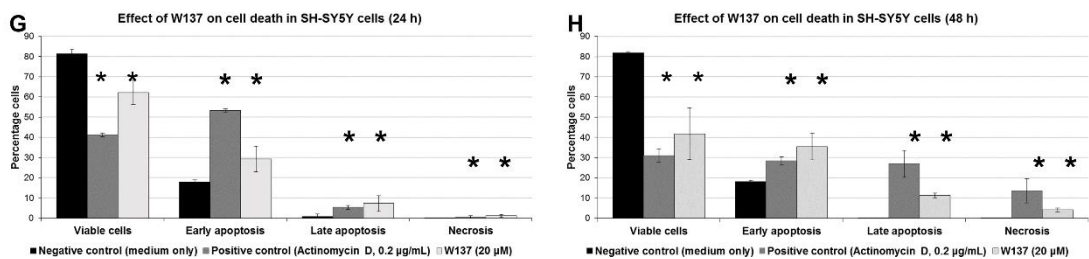 G
Effect of W137 on cell death in SH-SY5Y cells (24 h)
Percentage cells
90
80
70
60
50
40
30
20
10
0
* *
* *
* *
* *
Viable cells Early apoptosis Late apoptosis Necrosis
Negative control (medium only) Positive control (Actinomycin D, 0.2 µg/mL) W137 (20 µM)
H
Effect of W137 on cell death in SH-SY5Y cells (48 h)
Percentage cells
90
80
70
60
50
40
30
20
10
0
* *
* *
* *
* *
Viable cells Early apoptosis Late apoptosis Necrosis
Negative control (medium only) Positive control (Actinomycin D, 0.2 µg/mL) W137 (20 µM)